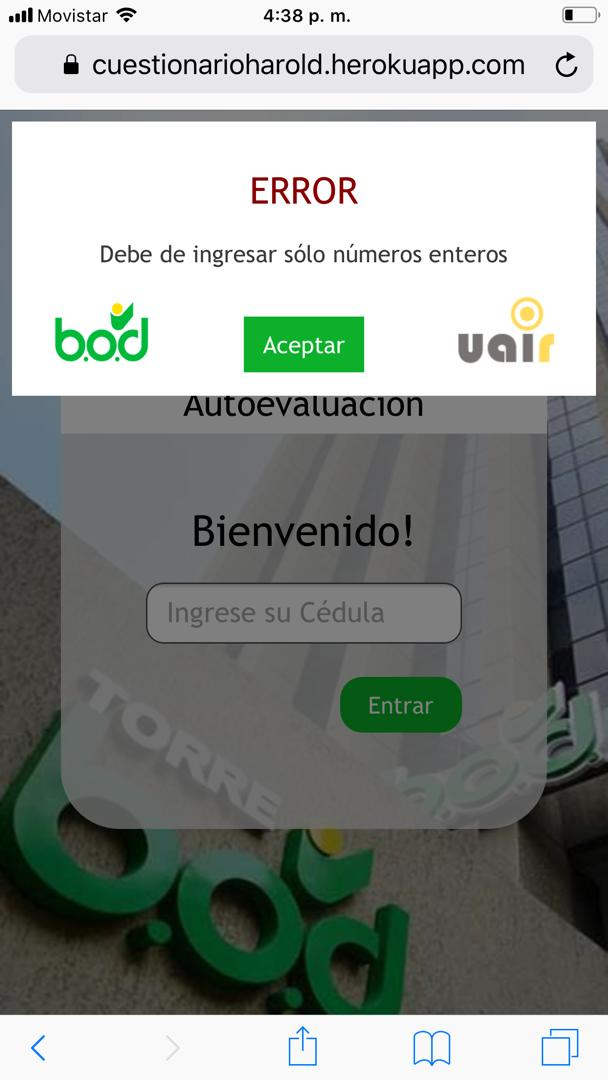 Movistar
4:38 p. m.
cuestionarioharold.herokuapp.com
ERROR
Debe de ingresar sólo números enteros
b.o.d
Aceptar
uair
Autoevaluación
Bienvenido!
Ingrese su Cédula
Entrar
TORRE
b.o.d
b.o.d